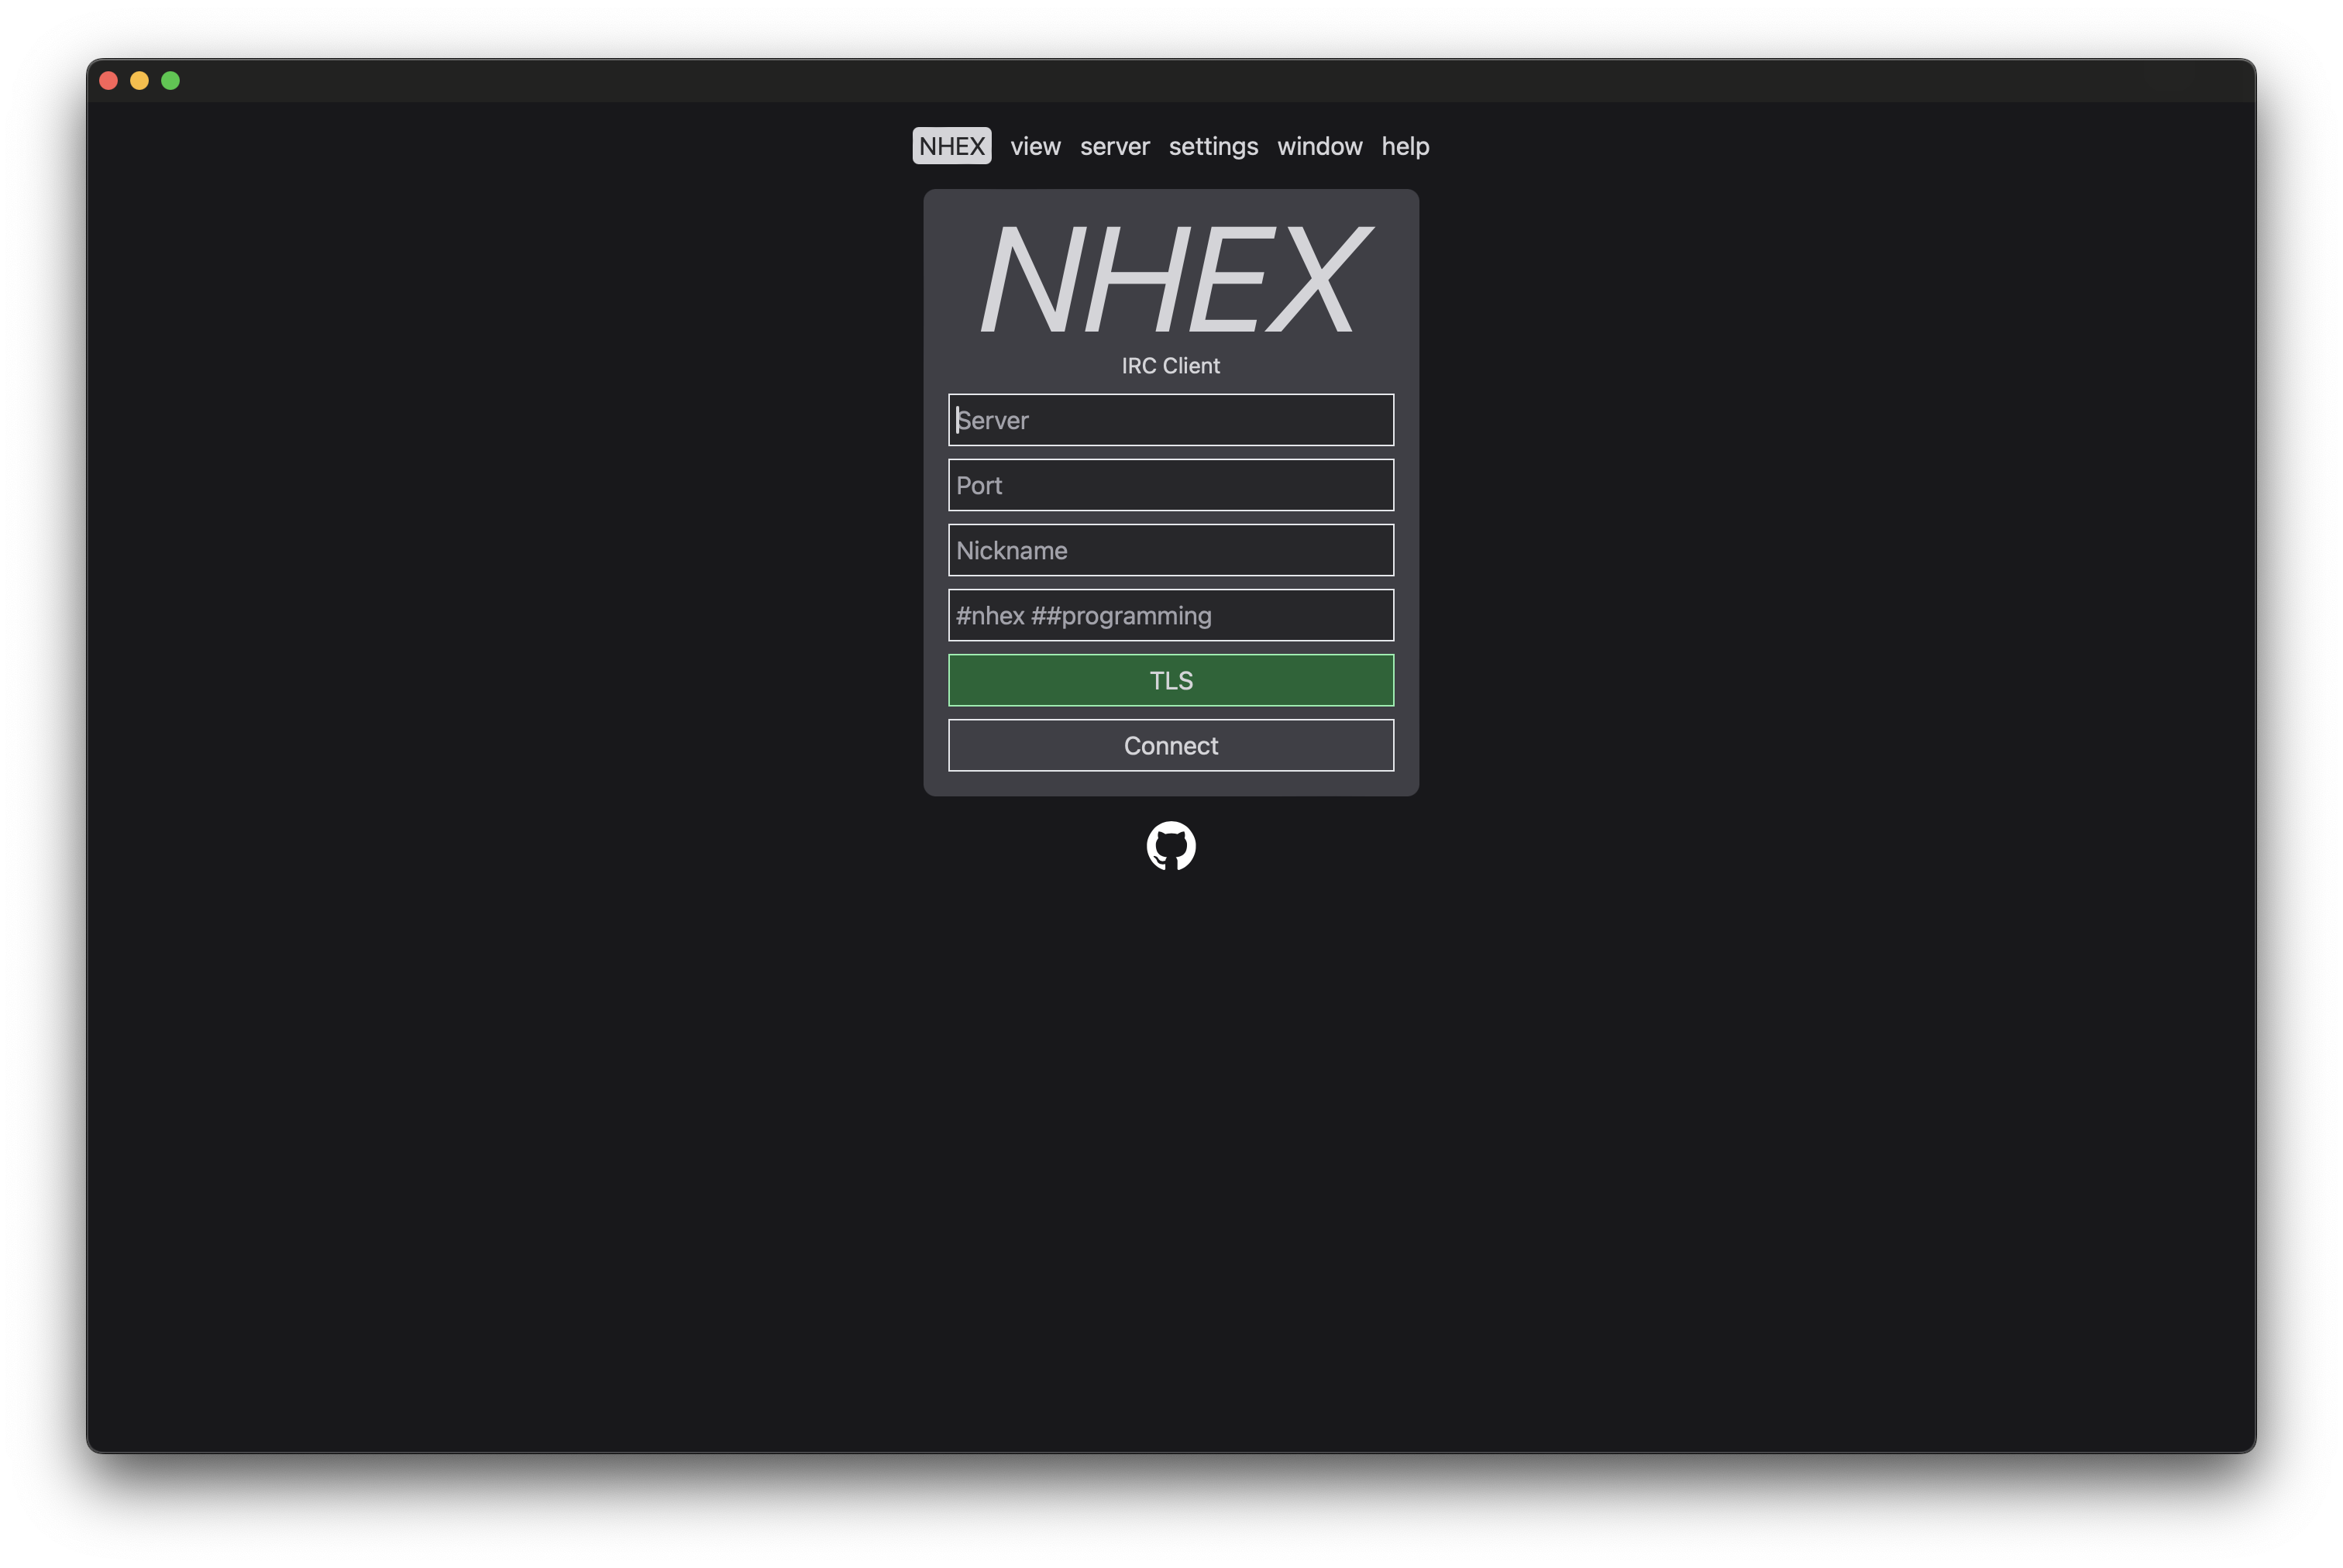 NHEX view server settings window help
NHEX
IRC Client
Server
Port
Nickname
#nhex ##programming
TLS
Connect